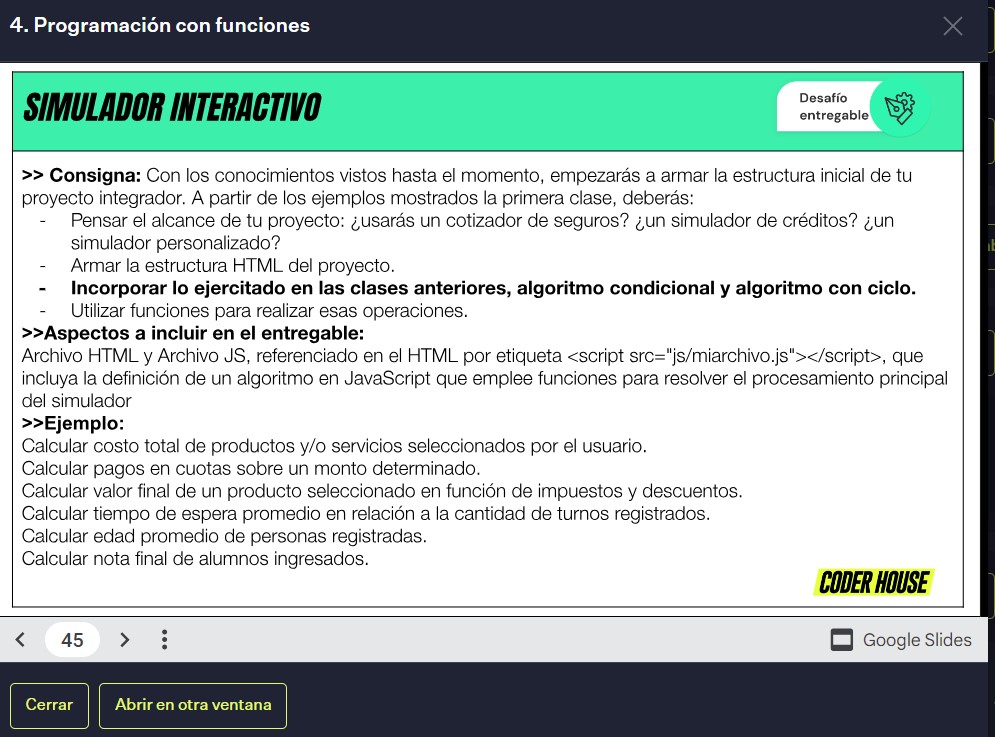 4. Programación con funciones
SIMULADOR INTERACTIVO
Desafío
entregable
>> Consigna: Con los conocimientos vistos hasta el momento, empezarás a armar la estructura inicial de tu
proyecto integrador. A partir de los ejemplos mostrados la primera clase, deberás:
- Pensar el alcance de tu proyecto: ¿usarás un cotizador de seguros? ¿un simulador de créditos? ¿un
simulador personalizado?
- Armar la estructura HTML del proyecto.
- Incorporar lo ejercitado en las clases anteriores, algoritmo condicional y algoritmo con ciclo.
- Utilizar funciones para realizar esas operaciones.
>>Aspectos a incluir en el entregable:
Archivo HTML y Archivo JS, referenciado en el HTML por etiqueta <script src="js/miarchivo.js"></script>, que
incluya la definición de un algoritmo en JavaScript que emplee funciones para resolver el procesamiento principal
del simulador
>>Ejemplo:
Calcular costo total de productos y/o servicios seleccionados por el usuario.
Calcular pagos en cuotas sobre un monto determinado.
Calcular valor final de un producto seleccionado en función de impuestos y descuentos.
Calcular tiempo de espera promedio en relación a la cantidad de turnos registrados.
Calcular edad promedio de personas registradas.
Calcular nota final de alumnos ingresados.
CODER HOUSE
45
Google Slides
Cerrar
Abrir en otra ventana